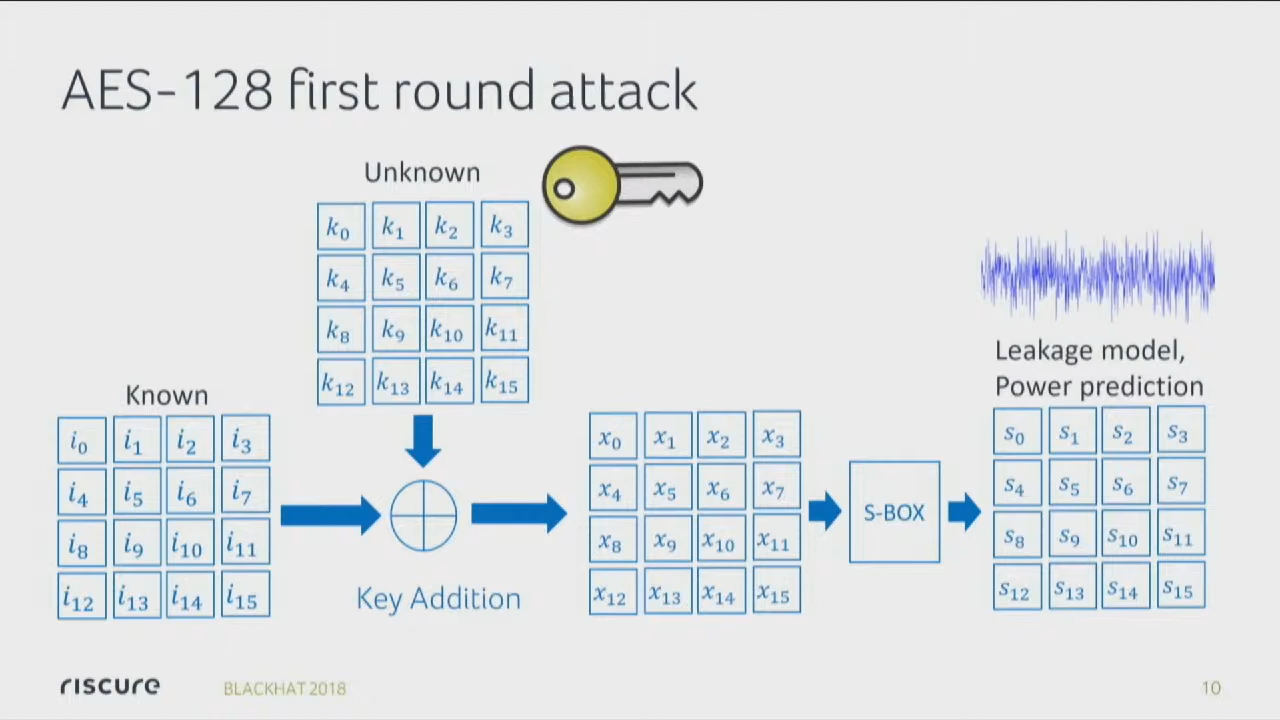 AES-128 first round attack
Unknown
k0 k1 k2 k3
k4 k5 k6 k7
k8 k9 k10 k11
k12 k13 k14 k15
Known
i0 i1 i2 i3
i4 i5 i6 i7
i8 i9 i10 i11
i12 i13 i14 i15
Key Addition
x0 x1 x2 x3
x4 x5 x6 x7
x8 x9 x10 x11
x12 x13 x14 x15
S-BOX
Leakage model,
Power prediction
s0 s1 s2 s3
s4 s5 s6 s7
s8 s9 s10 s11
s12 s13 s14 s15
riscure
BLACKHAT 2018
10